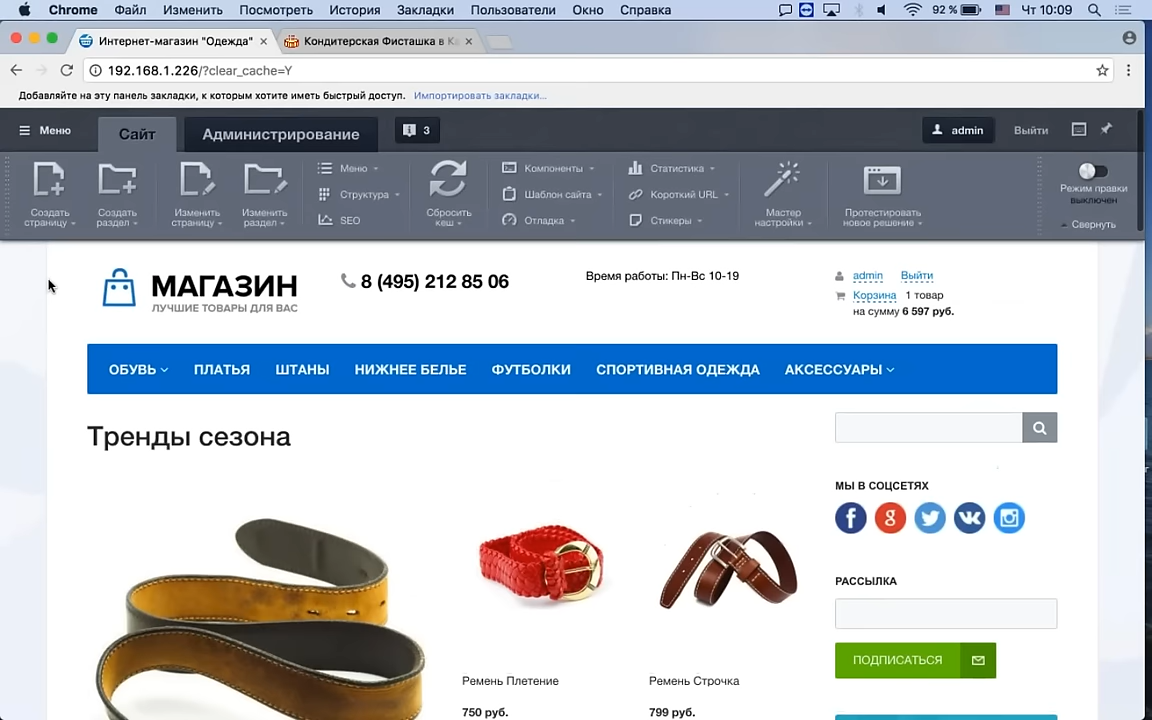 Chrome Файл Изменить Посмотреть История Закладки Пользователи Окно Справка 92 % Чт 10:09
Интернет-магазин "Одежда" Кондитерская Фисташка в Ка
192.168.1.226/?clear_cache=Y
Добавляйте на эту панель закладки, к которым хотите иметь быстрый доступ. Импортировать закладки...
Меню Сайт Администрирование 3 admin Выйти
Создать страницу
Создать раздел
Изменить страницу
Изменить раздел
Меню
Структура
SEO
Сбросить кеш
Компоненты
Шаблон сайта
Отладка
Статистика
Короткий URL
Стикеры
Мастер настройки
Протестировать новое решение
Режим правки
выключен
Свернуть
МАГАЗИН
ЛУЧШИЕ ТОВАРЫ ДЛЯ ВАС
8 (495) 212 85 06
Время работы: Пн-Вс 10-19
admin Выйти
Корзина 1 товар
на сумму 6 597 руб.
ОБУВЬ ПЛАТЬЯ ШТАНЫ НИЖНЕЕ БЕЛЬЕ ФУТБОЛКИ СПОРТИВНАЯ ОДЕЖДА АКСЕССУАРЫ
Тренды сезона
МЫ В СОЦСЕТЯХ
РАССЫЛКА
ПОДПИСАТЬСЯ
Ремень Плетение
750 руб.
Ремень Строчка
799 руб.